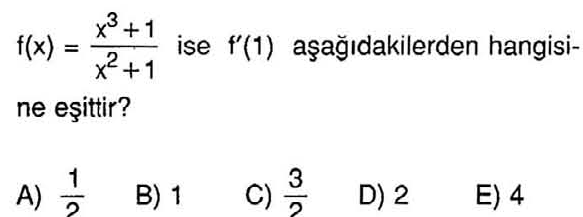 f(x) = (x³ + 1)/(x² + 1) ise f′(1) aşağıdakilerden hangisi-
ne eşittir?
A) 1/2 B) 1 C) 3/2 D) 2 E) 4